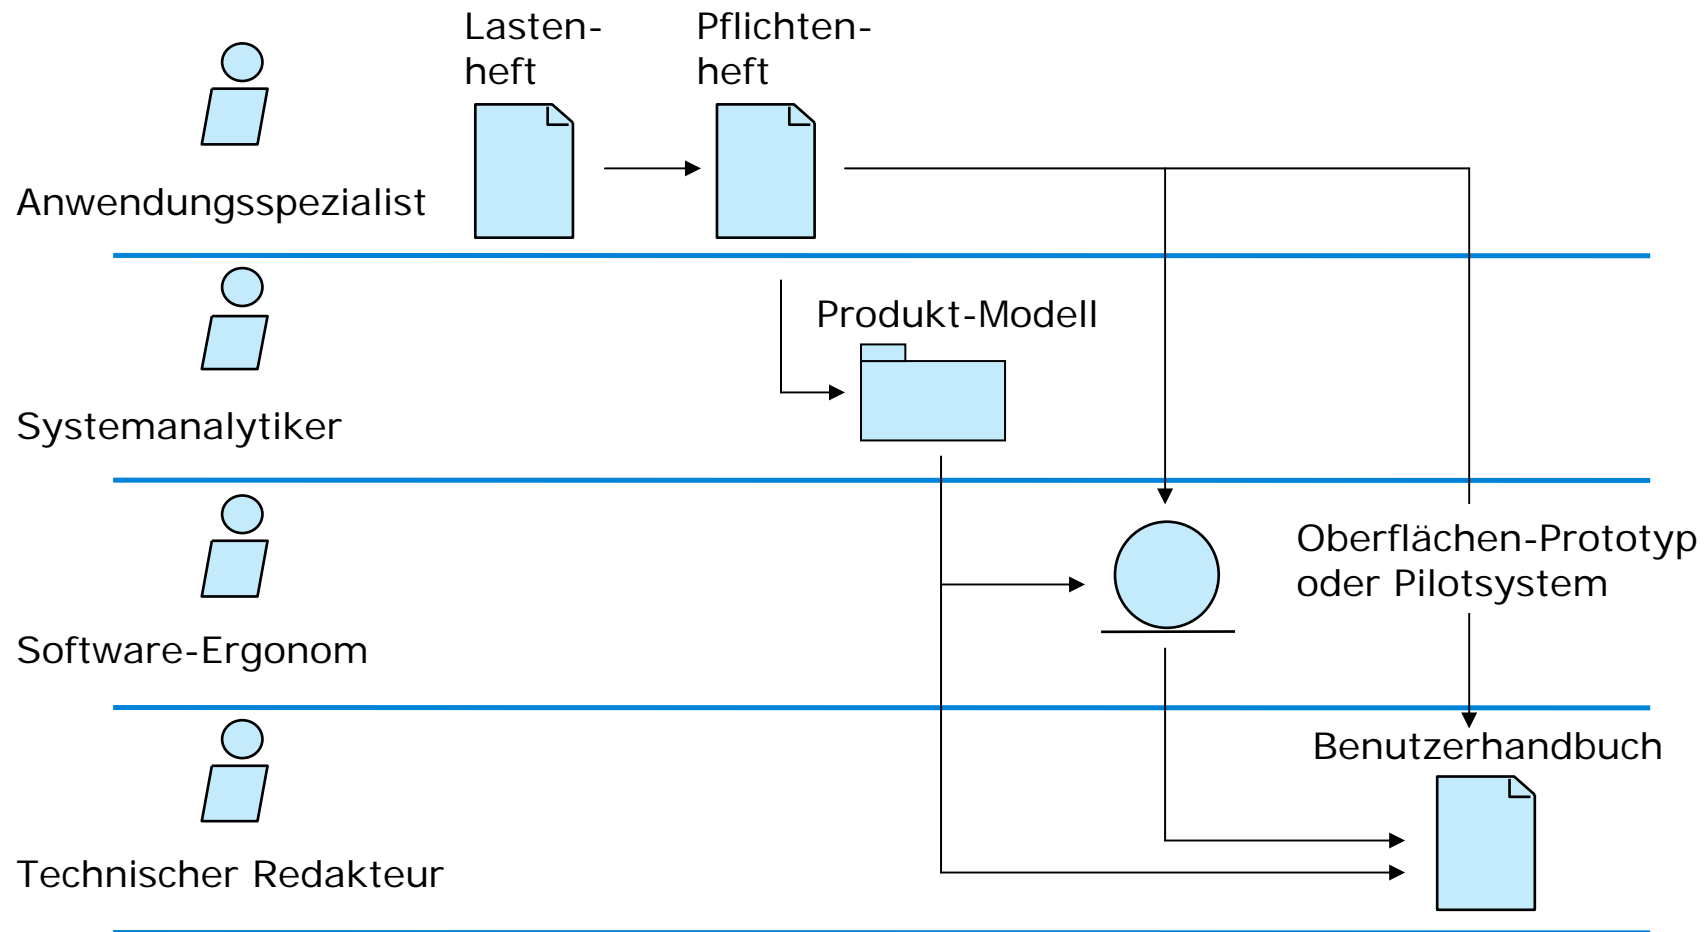 Lasten-
heft
Pflichten-
heft
Anwendungsspezialist
Produkt-Modell
Systemanalytiker
Oberflächen-Prototyp
oder Pilotsystem
Software-Ergonom
Benutzerhandbuch
Technischer Redakteur